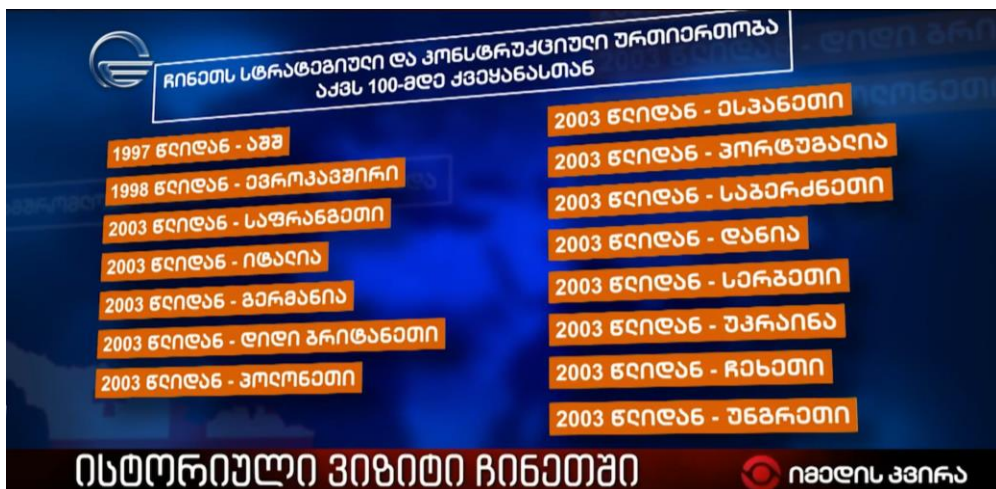 ჩინეთს სტრატეგიული და კონსტრუქციული ურთიერთობა
აქვს 100-მდე ქვეყანასთან
1997 წლიდან - აშშ
1998 წლიდან - ევროკავშირი
2003 წლიდან - საფრანგეთი
2003 წლიდან - იტალია
2003 წლიდან - გერმანია
2003 წლიდან - დიდი ბრიტანეთი
2003 წლიდან - პოლონეთი
2003 წლიდან - ესპანეთი
2003 წლიდან - პორტუგალია
2003 წლიდან - საბერძნეთი
2003 წლიდან - დანია
2003 წლიდან - სერბეთი
2003 წლიდან - უკრაინა
2003 წლიდან - ჩეხეთი
2003 წლიდან - უნგრეთი
ისტორიული ვიზიტი ჩინეთში
იმედის კვირა